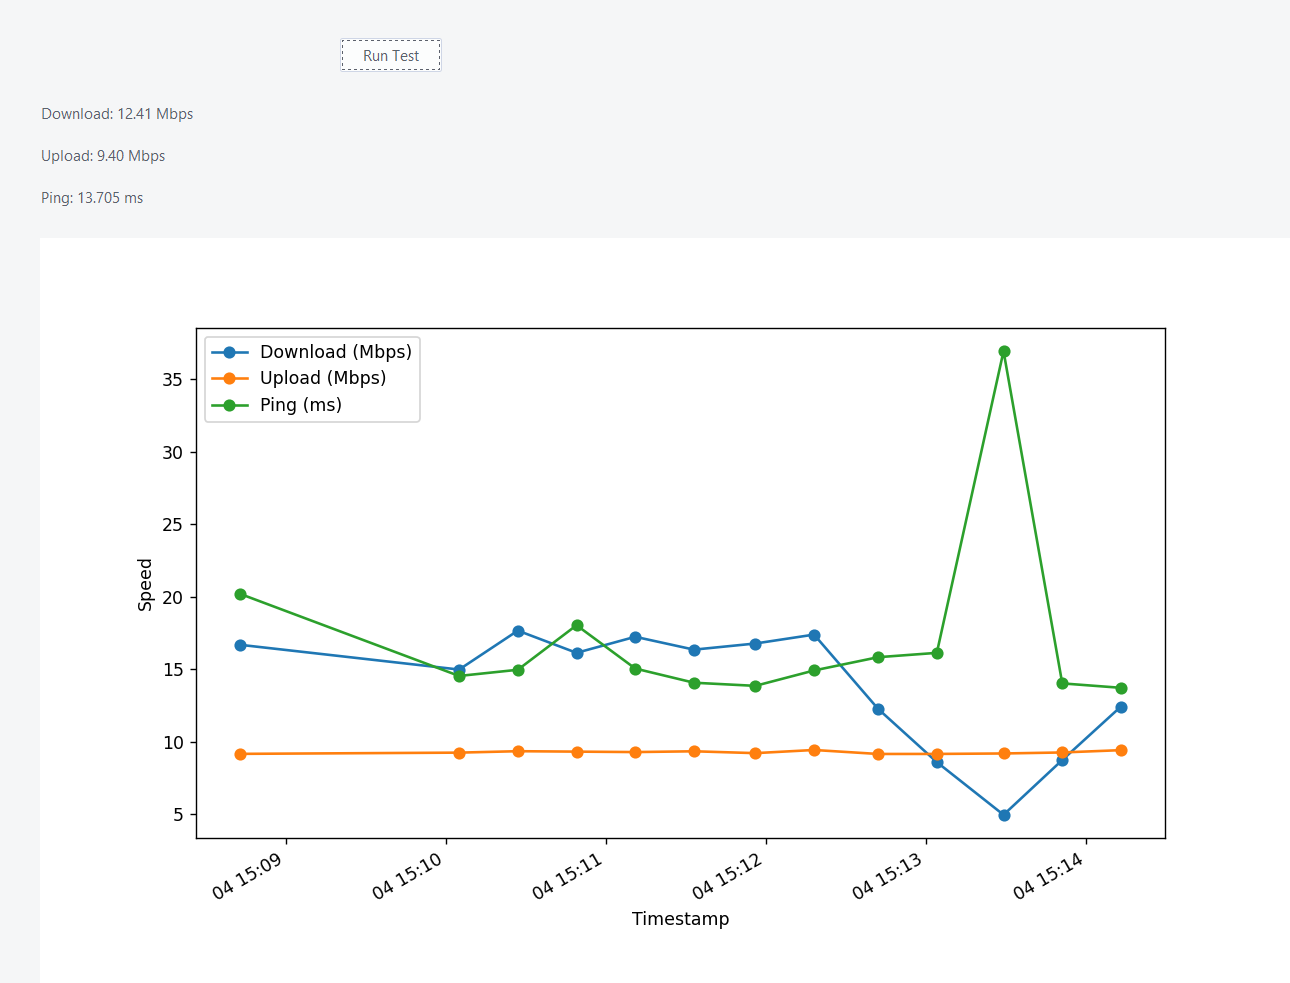 Run Test
Download: 12.41 Mbps
Upload: 9.40 Mbps
Ping: 13.705 ms
Download (Mbps)
Upload (Mbps)
Ping (ms)
35
30
25
20
15
10
5
Speed
04 15:09
04 15:10
04 15:11
04 15:12
04 15:13
04 15:14
Timestamp